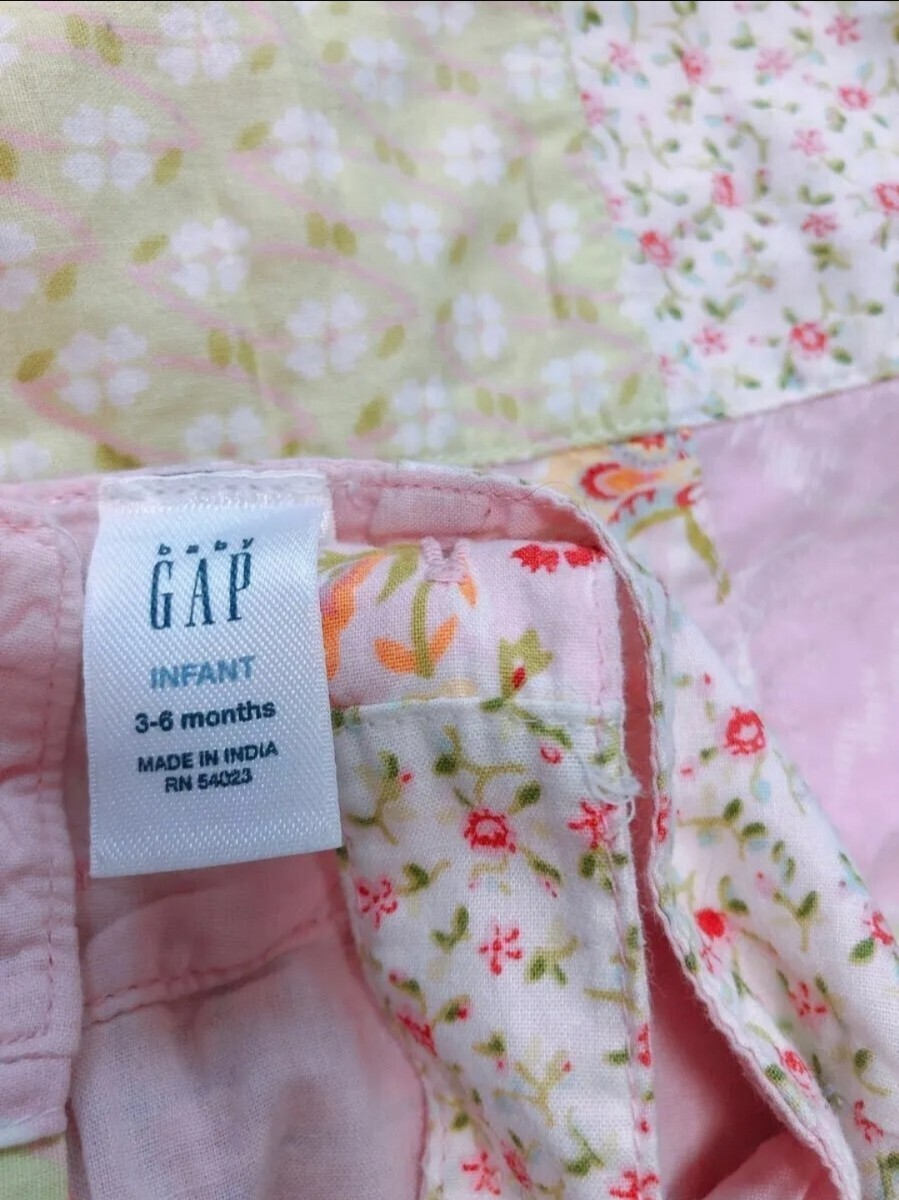 baby
GAP
INFANT
3-6 months
MADE IN INDIA
RN 54023